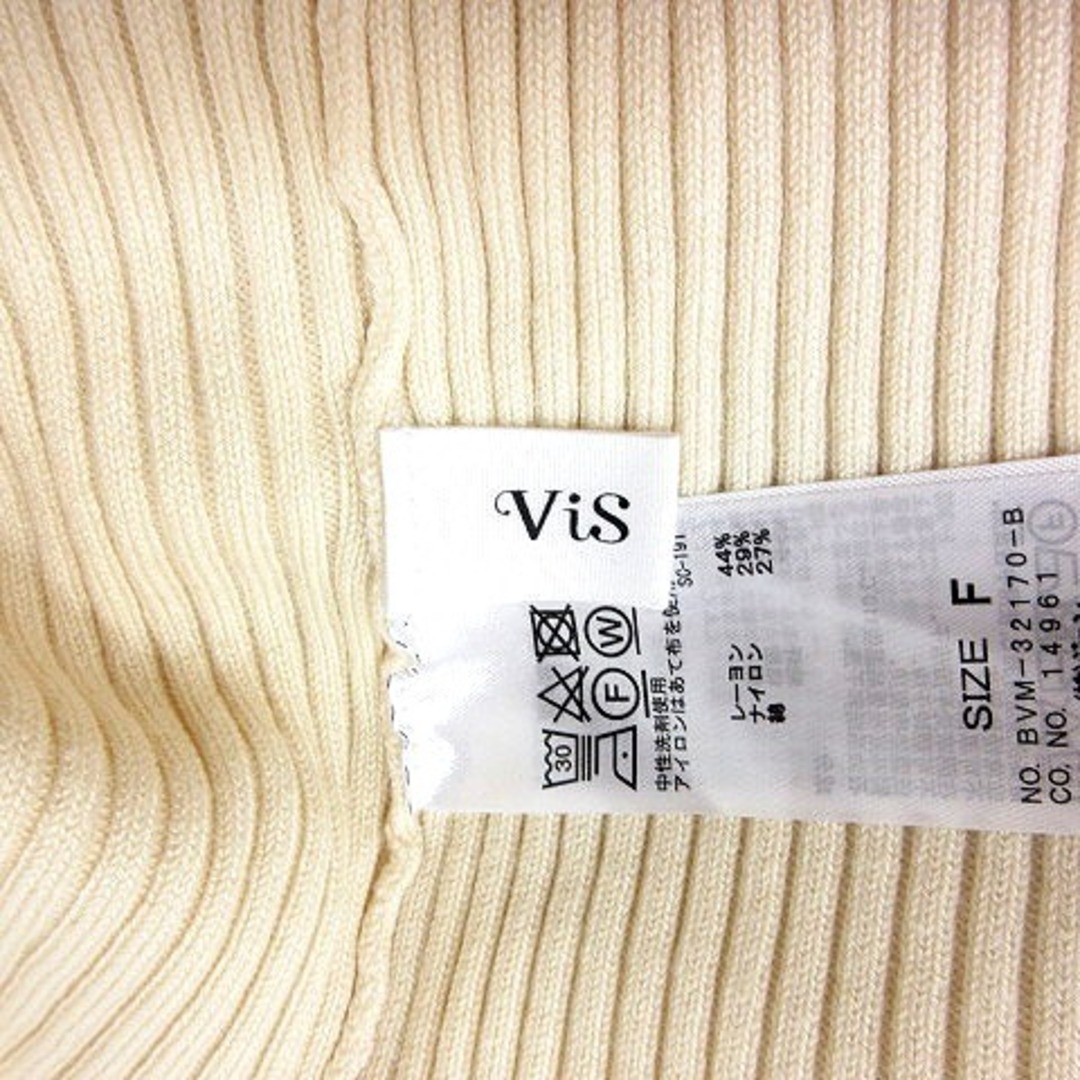 ViS
30
F
W
中性洗剤使用
アイロンはあて布を使用
SC-191
レーヨン 44%
ナイロン 29%
綿 27%
SIZE F
NO. BVM-32170-B
CO. NO. 14961